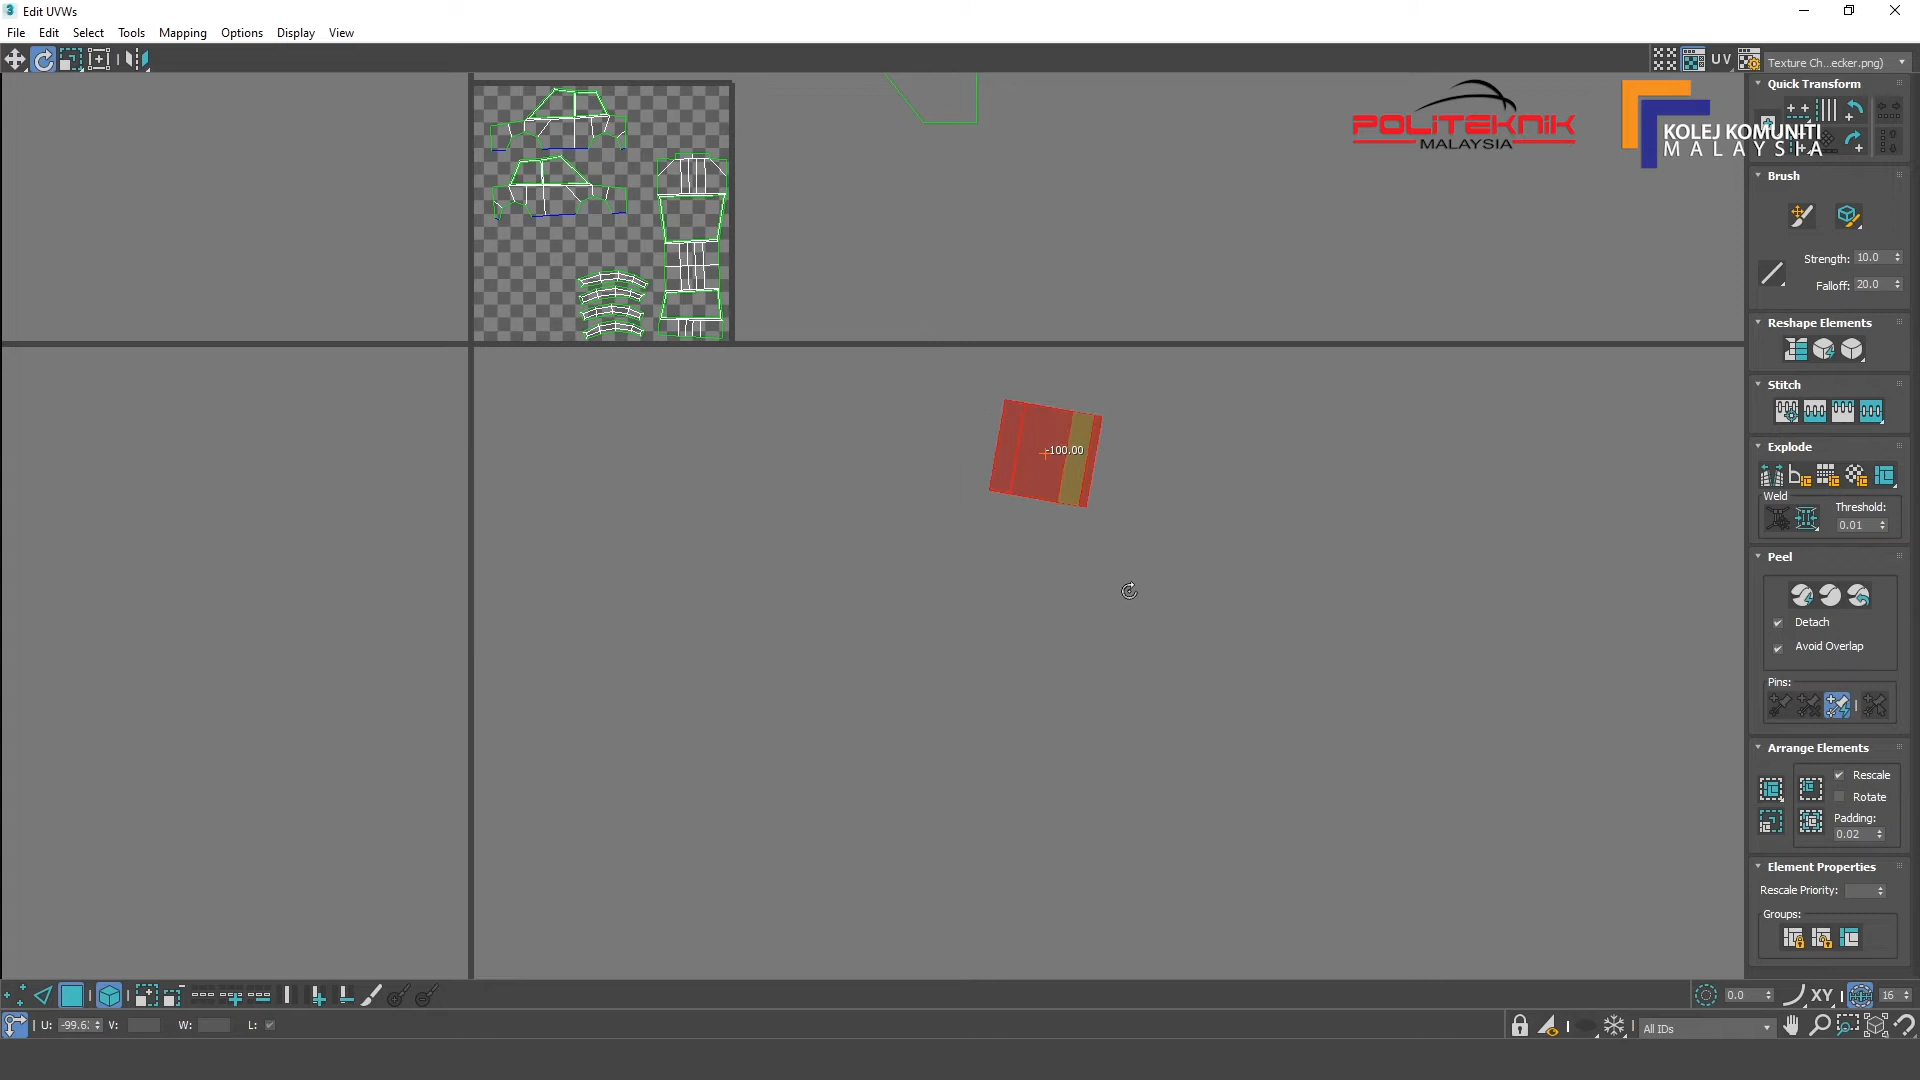 Edit UVWs
File Edit Select Tools Mapping Options Display View
UV
Texture Ch...ecker.png)
POLITEKNIK
MALAYSIA
KOLEJ KOMUNITI
MALAYSIA
Quick Transform
Brush
Strength: 10.0
Falloff: 20.0
Reshape Elements
Stitch
Explode
Weld
Threshold:
0.01
Peel
Detach
Avoid Overlap
Pins:
Arrange Elements
Rescale
Rotate
Padding:
0.02
Element Properties
Rescale Priority:
Groups:
-100.00
0.0
XY
16
U: -99.6 V: W: L:
All IDs